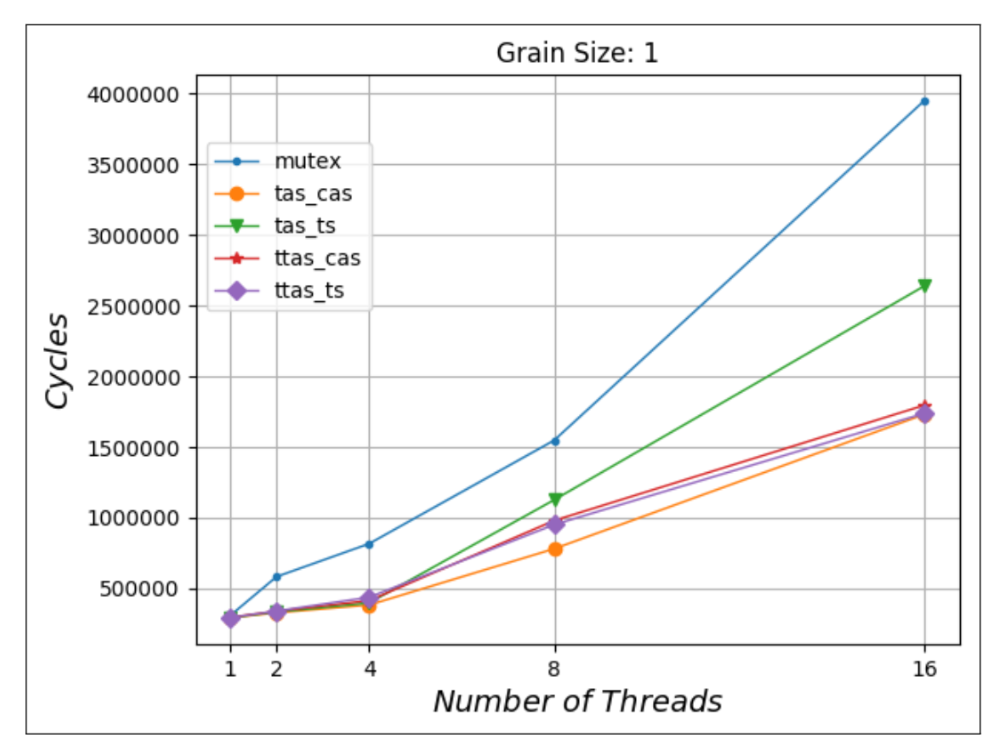 Grain Size: 1
4000000
3500000
3000000
2500000
2000000
1500000
1000000
500000
mutex
tas_cas
tas_ts
ttas_cas
ttas_ts
Cycles
1 2 4 8 16
Number of Threads